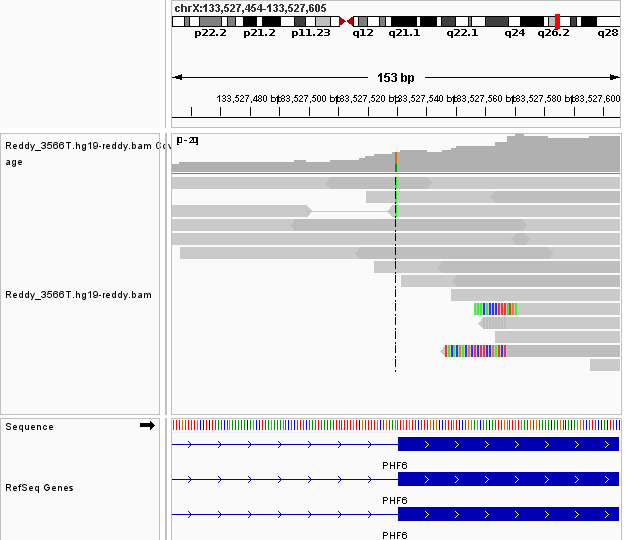 chrX:133,527,454-133,527,605
p22.2 p21.2 p11.23 q12 q21.1 q22.1 q24 q26.2 q28
153 bp
133,527,480 bp 133,527,500 bp 133,527,520 bp 133,527,540 bp 133,527,560 bp 133,527,580 bp 133,527,600
Reddy_3566T.hg19-reddy.bam Cov
age
[0-20]
Reddy_3566T.hg19-reddy.bam
Sequence
PHF6
RefSeq Genes
PHF6
PHF6